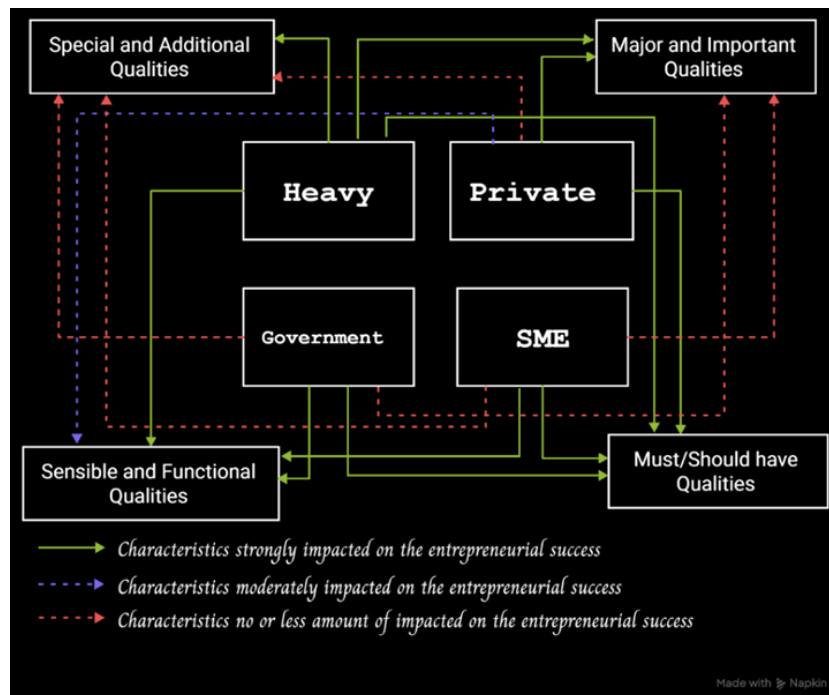 Special and Additional
Qualities
Major and Important
Qualities
Heavy
Private
Government
SME
Sensible and Functional
Qualities
Must/Should have
Qualities
Characteristics strongly impacted on the entrepreneurial success
Characteristics moderately impacted on the entrepreneurial success
Characteristics no or less amount of impacted on the entrepreneurial success
Made with Napkin